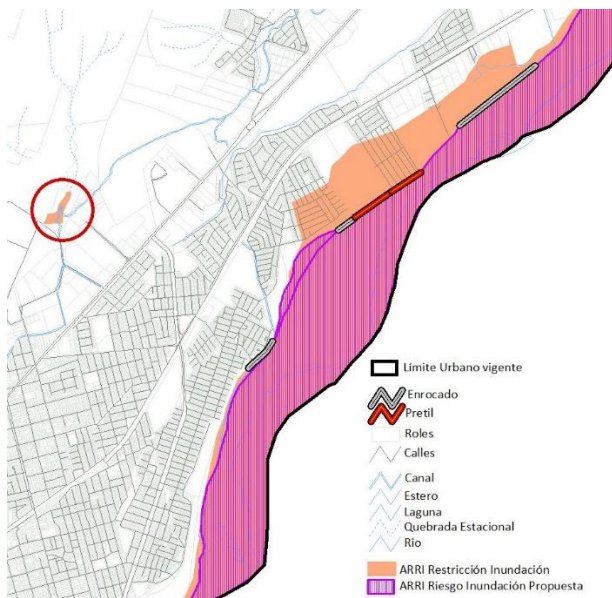 Límite Urbano vigente
Enrocado
Pretil
Roles
Calles
Canal
Estero
Laguna
Quebrada Estacional
Río
ARRI Restricción Inundación
ARRI Riesgo Inundación Propuesta